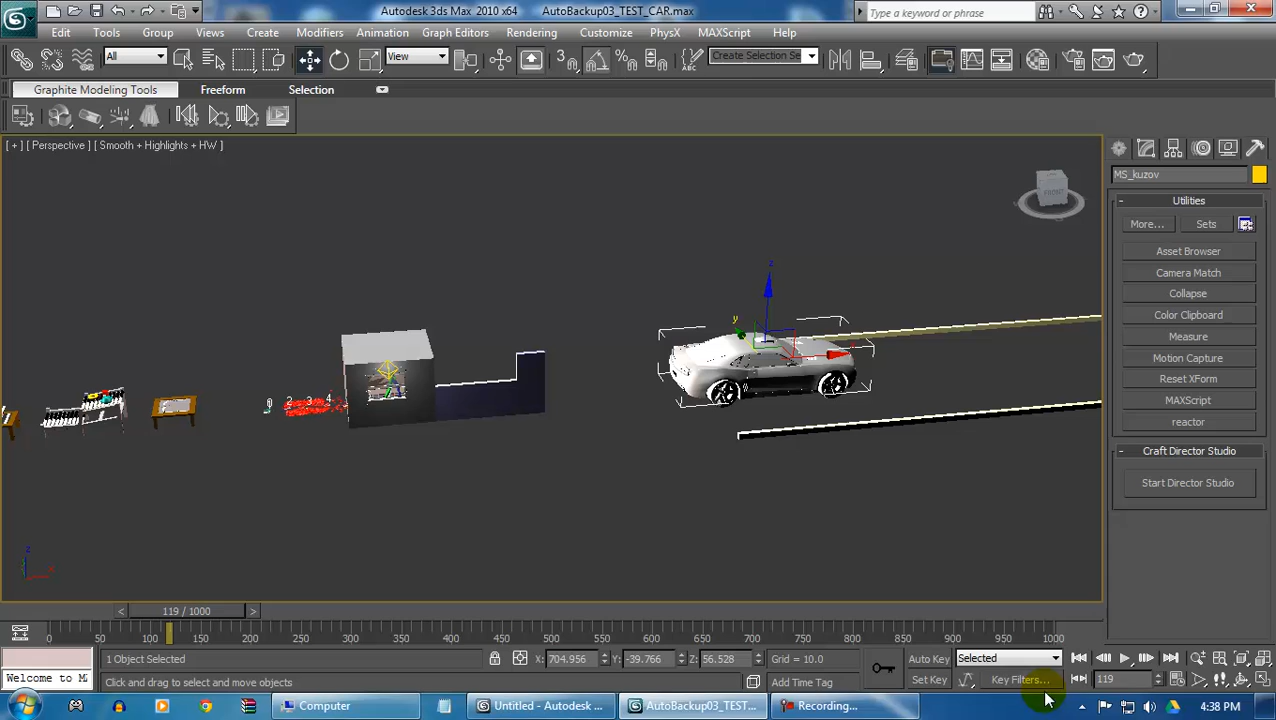 Autodesk 3ds Max 2010 x64 AutoBackup03_TEST_CAR.max
Type a keyword or phrase
Edit Tools Group Views Create Modifiers Animation Graph Editors Rendering Customize PhysX MAXScript Help
All View Create Selection Se
Graphite Modeling Tools Freeform Selection
[ + ] [ Perspective ] [ Smooth + Highlights + HW ]
FRONT
MS_kuzov
- Utilities
More... Sets
Asset Browser
Camera Match
Collapse
Color Clipboard
Measure
Motion Capture
Reset XForm
MAXScript
reactor
- Craft Director Studio
Start Director Studio
z
y
2 3 4
z
x
< 119 / 1000 >
0 50 100 150 200 250 300 350 400 450 500 550 600 650 700 750 800 850 900 950 1000
1 Object Selected X: 704.956 Y: -39.766 Z: 56.528 Grid = 10.0 Auto Key Selected
Welcome to M Click and drag to select and move objects Add Time Tag Set Key Key Filters... 119
Computer Untitled - Autodesk ... AutoBackup03_TEST... Recording... 4:38 PM